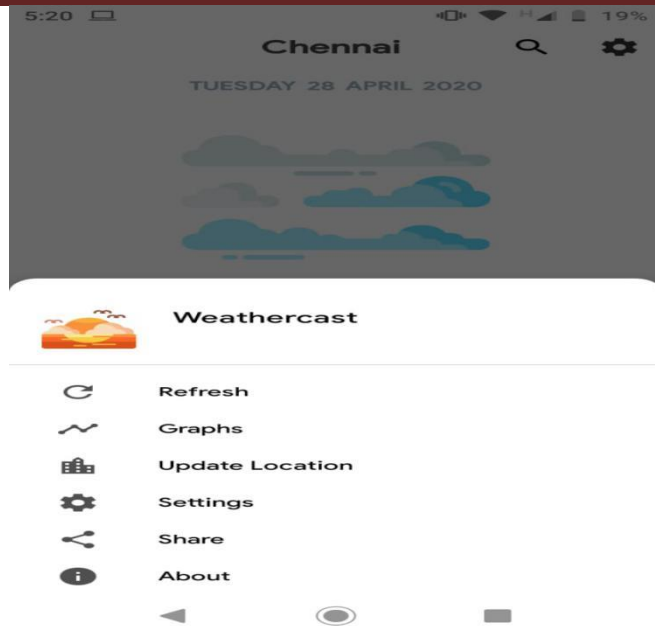 5:20 19%
Chennai
TUESDAY 28 APRIL 2020
Weathercast
Refresh
Graphs
Update Location
Settings
Share
About